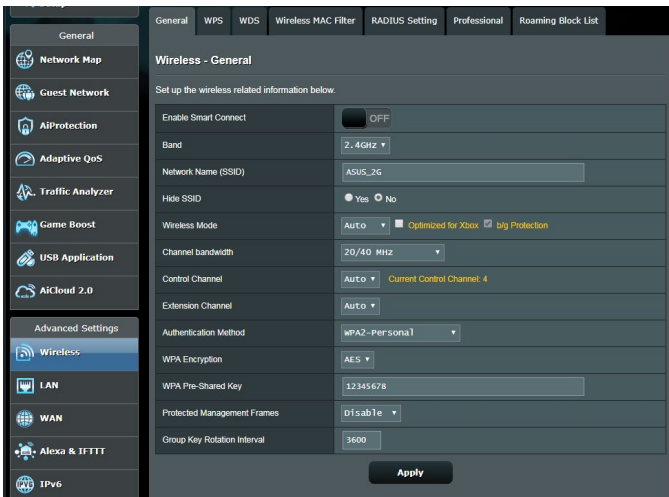 General WPS WDS Wireless MAC Filter RADIUS Setting Professional Roaming Block List
General
Network Map
Guest Network
AiProtection
Adaptive QoS
Traffic Analyzer
Game Boost
USB Application
AiCloud 2.0
Advanced Settings
Wireless
LAN
WAN
Alexa & IFTTT
IPv6
Wireless - General
Set up the wireless related information below.
Enable Smart Connect OFF
Band 2.4GHz
Network Name (SSID) ASUS_2G
Hide SSID Yes No
Wireless Mode Auto Optimized for Xbox b/g Protection
Channel bandwidth 20/40 MHz
Control Channel Auto Current Control Channel: 4
Extension Channel Auto
Authentication Method WPA2-Personal
WPA Encryption AES
WPA Pre-Shared Key 12345678
Protected Management Frames Disable
Group Key Rotation Interval 3600
Apply